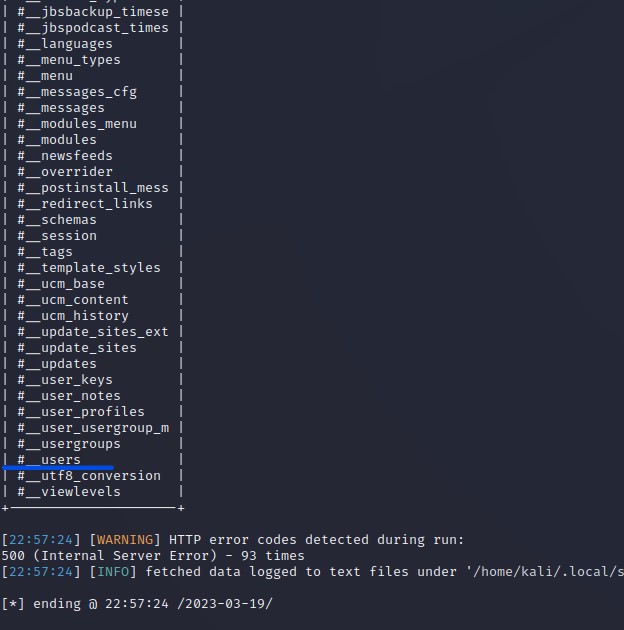 | #__jbsbackup_timese |
| #__jbspodcast_times |
| #__languages |
| #__menu_types |
| #__menu |
| #__messages_cfg |
| #__messages |
| #__modules_menu |
| #__modules |
| #__newsfeeds |
| #__overrider |
| #__postinstall_mess |
| #__redirect_links |
| #__schemas |
| #__session |
| #__tags |
| #__template_styles |
| #__ucm_base |
| #__ucm_content |
| #__ucm_history |
| #__update_sites_ext |
| #__update_sites |
| #__updates |
| #__user_keys |
| #__user_notes |
| #__user_profiles |
| #__user_usergroup_m |
| #__usergroups |
| #__users |
| #__utf8_conversion |
| #__viewlevels |
[22:57:24] [WARNING] HTTP error codes detected during run:
500 (Internal Server Error) - 93 times
[22:57:24] [INFO] fetched data logged to text files under '/home/kali/.local/s
[*] ending @ 22:57:24 /2023-03-19/